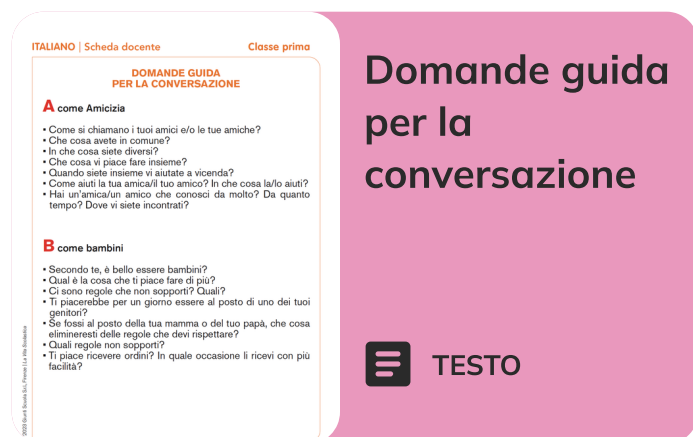 ITALIANO | Scheda docente
Classe prima
DOMANDE GUIDA
PER LA CONVERSAZIONE
A come Amicizia
• Come si chiamano i tuoi amici e/o le tue amiche?
• Che cosa avete in comune?
• In che cosa siete diversi?
• Che cosa vi piace fare insieme?
• Quando siete insieme vi aiutate a vicenda?
• Come aiuti la tua amica/il tuo amico? In che cosa la/lo aiuti?
• Hai un'amica/un amico che conosci da molto? Da quanto
tempo? Dove vi siete incontrati?
B come bambini
• Secondo te, è bello essere bambini?
• Qual è la cosa che ti piace fare di più?
• Ci sono regole che non sopporti? Quali?
• Ti piacerebbe per un giorno essere al posto di uno dei tuoi
genitori?
• Se fossi al posto della tua mamma o del tuo papà, che cosa
elimineresti delle regole che devi rispettare?
• Quali regole non sopporti?
• Ti piace ricevere ordini? In quale occasione li ricevi con più
facilità?
2023 Giunti Scuola S.r.l., Firenze | La Vita Scolastica
Domande guida
per la
conversazione
TESTO